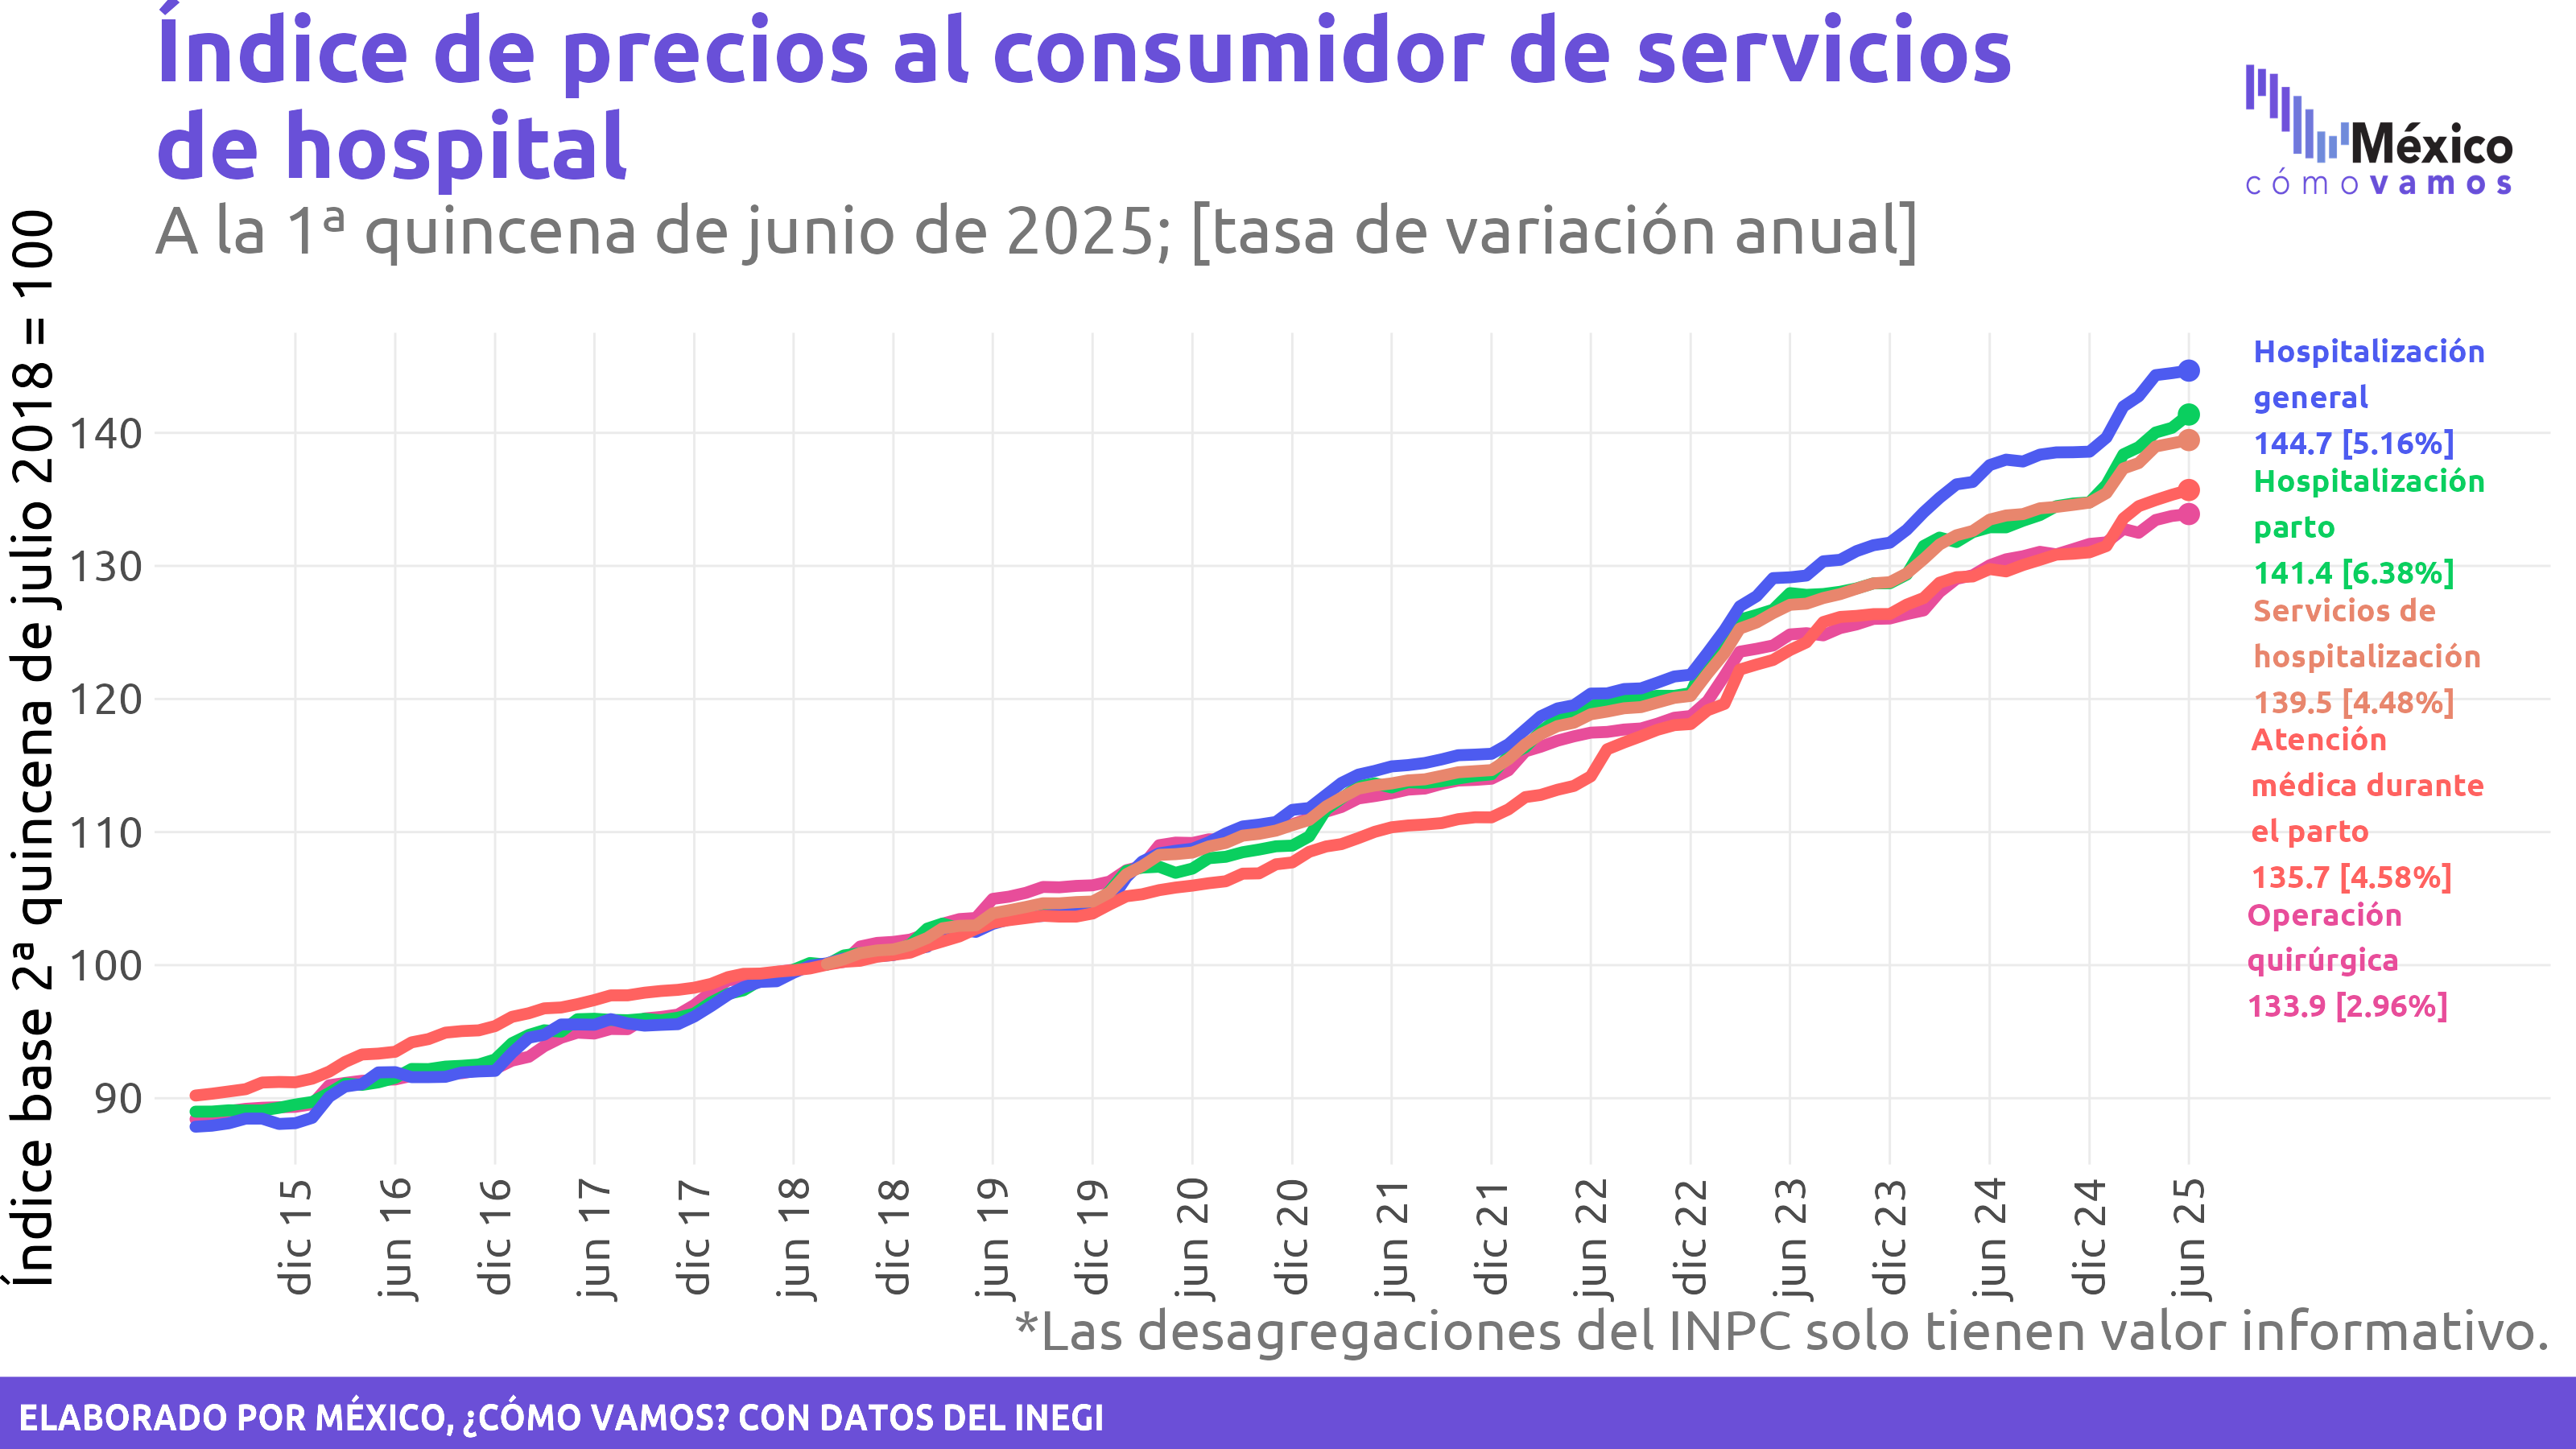 Índice de precios al consumidor de servicios
de hospital
A la 1ª quincena de junio de 2025; [tasa de variación anual]
México
cómo vamos
Índice base 2ª quincena de julio 2018 = 100
140
130
120
110
100
90
Hospitalización
general
144.7 [5.16%]
Hospitalización
parto
141.4 [6.38%]
Servicios de
hospitalización
139.5 [4.48%]
Atención
médica durante
el parto
135.7 [4.58%]
Operación
quirúrgica
133.9 [2.96%]
dic 15
jun 16
dic 16
jun 17
dic 17
jun 18
dic 18
jun 19
dic 19
jun 20
dic 20
jun 21
dic 21
jun 22
dic 22
jun 23
dic 23
jun 24
dic 24
jun 25
*Las desagregaciones del INPC solo tienen valor informativo.
ELABORADO POR MÉXICO, ¿CÓMO VAMOS? CON DATOS DEL INEGI